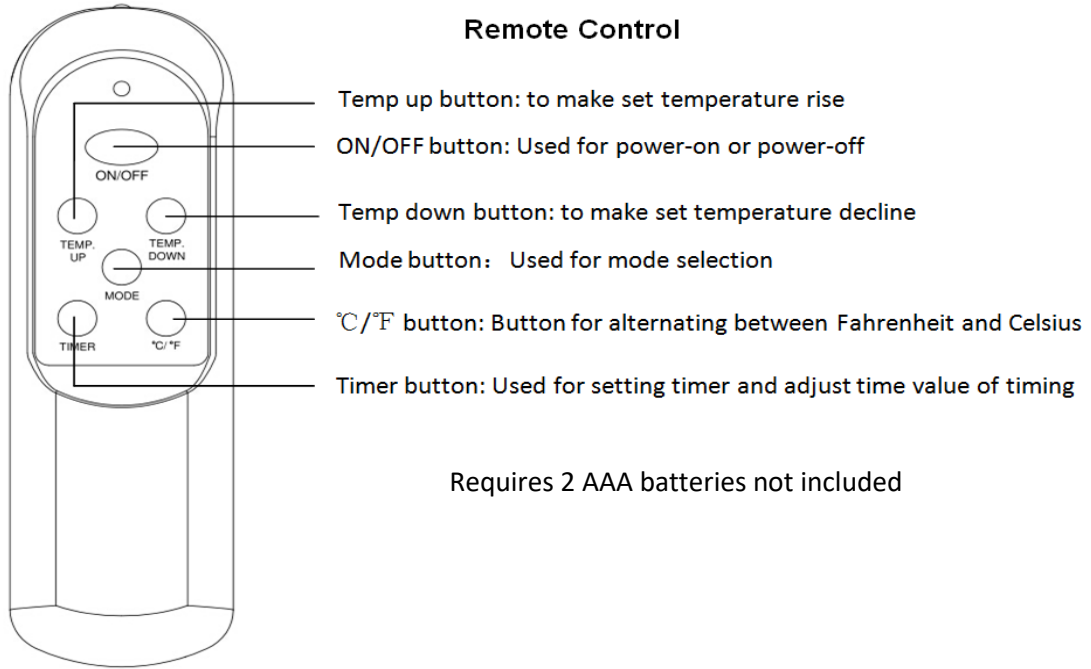 Remote Control
Temp up button: to make set temperature rise
ON/OFF button: Used for power-on or power-off
ON/OFF
Temp down button: to make set temperature decline
TEMP.
UP
TEMP.
DOWN
Mode button： Used for mode selection
MODE
℃/℉ button: Button for alternating between Fahrenheit and Celsius
TIMER
°C/°F
Timer button: Used for setting timer and adjust time value of timing
Requires 2 AAA batteries not included